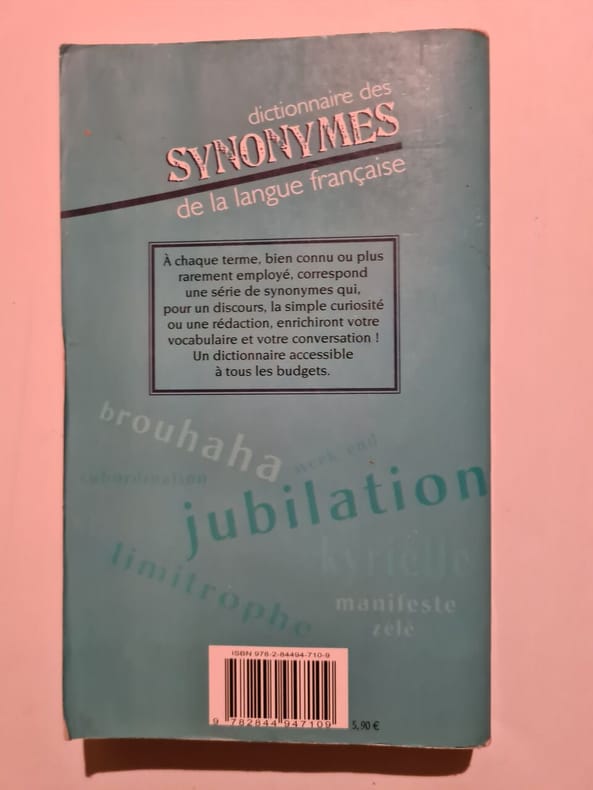 dictionnaire des
SYNONYMES
de la langue française
À chaque terme, bien connu ou plus
rarement employé, correspond
une série de synonymes qui,
pour un discours, la simple curiosité
ou une rédaction, enrichiront votre
vocabulaire et votre conversation !
Un dictionnaire accessible
à tous les budgets.
brouhaha
week end
subordination
jubilation
kyrielle
limitrophe
manifeste
zélé
ISBN 978-2-84494-710-9
9 782844 947109
5,90 €